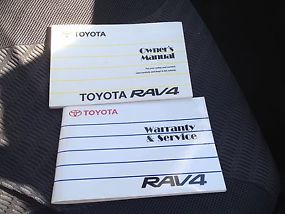 TOYOTA
Owner's
Manual
TOYOTA RAV4
TOYOTA
Warranty
& Service
RAV4